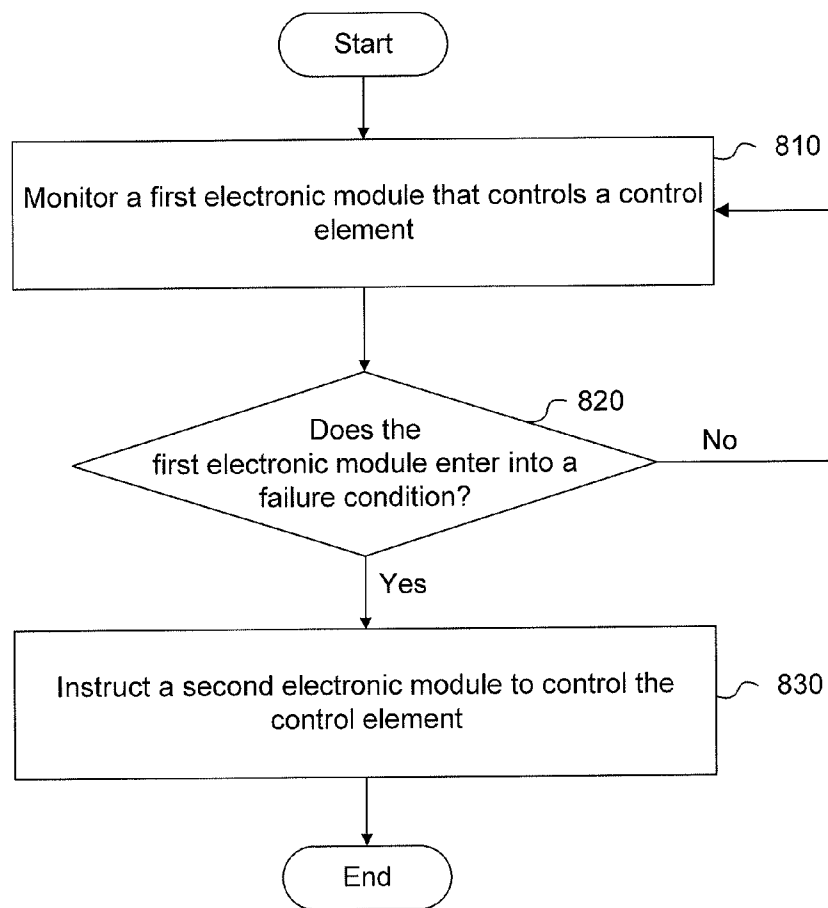 Start
810
Monitor a first electronic module that controls a control
element
820
Does the
first electronic module enter into a
failure condition?
No
Yes
Instruct a second electronic module to control the
control element
830
End